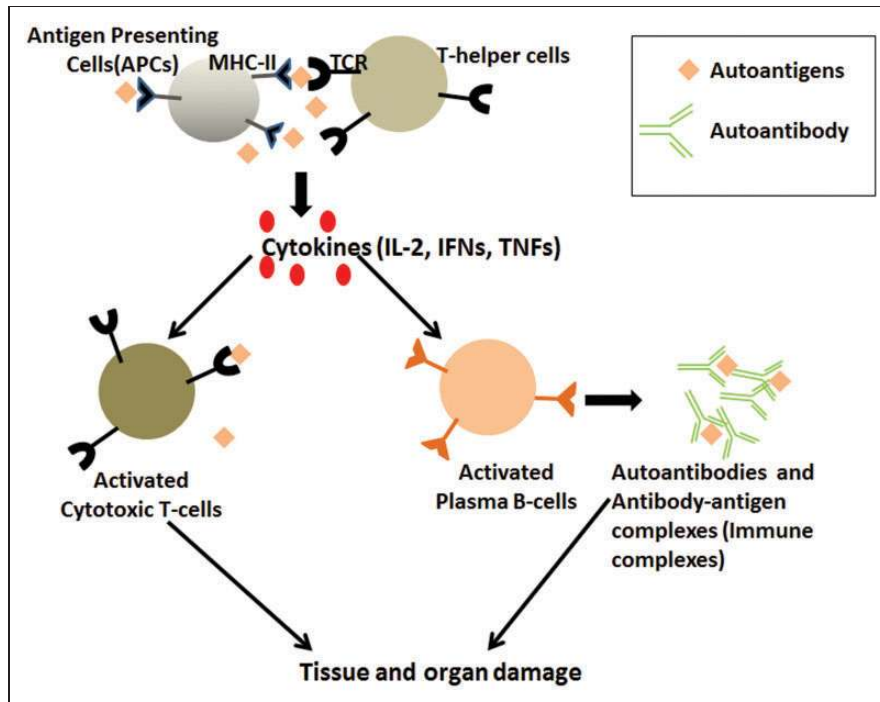 Antigen Presenting
Cells(APCs)
MHC-II
TCR
T-helper cells
Autoantigens
Autoantibody
Cytokines (IL-2, IFNs, TNFs)
Activated
Cytotoxic T-cells
Activated
Plasma B-cells
Autoantibodies and
Antibody-antigen
complexes (Immune
complexes)
Tissue and organ damage